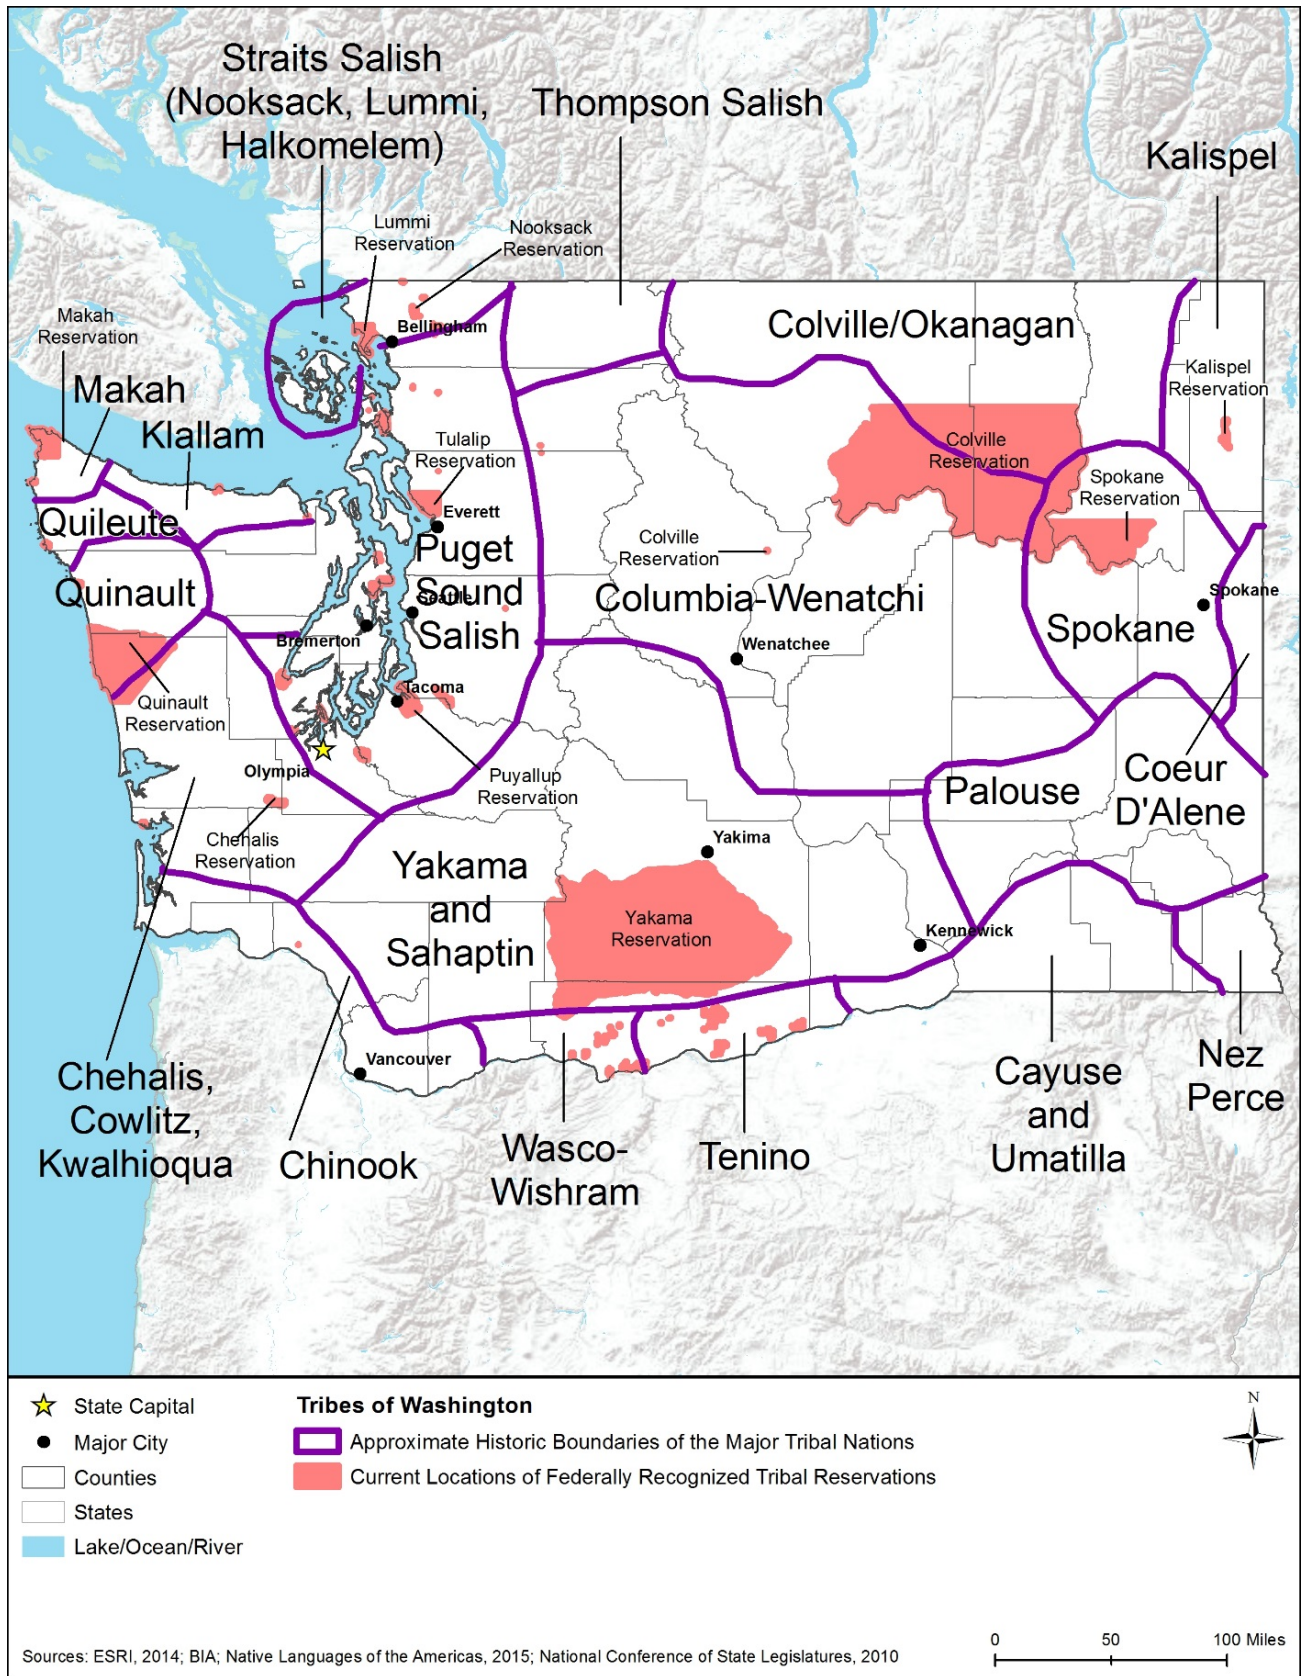 Straits Salish
(Nooksack, Lummi,
Halkomelem)
Thompson Salish
Kalispel
Lummi
Reservation
Nooksack
Reservation
Makah
Reservation
Bellingham
Colville/Okanagan
Kalispel
Reservation
Makah
Klallam
Tulalip
Reservation
Colville
Reservation
Spokane
Reservation
Everett
Quileute
Puget
Sound
Salish
Colville
Reservation
Quinault
Seattle
Columbia-Wenatchi
Spokane
Spokane
Bremerton
Wenatchee
Quinault
Reservation
Tacoma
Olympia
Puyallup
Reservation
Palouse
Coeur
D'Alene
Chehalis
Reservation
Yakima
Yakama
and
Sahaptin
Yakama
Reservation
Kennewick
Vancouver
Chehalis,
Cowlitz,
Kwalhioqua
Chinook
Wasco-
Wishram
Tenino
Cayuse
and
Umatilla
Nez
Perce
State Capital
Major City
Counties
States
Lake/Ocean/River
Tribes of Washington
Approximate Historic Boundaries of the Major Tribal Nations
Current Locations of Federally Recognized Tribal Reservations
N
0 50 100 Miles
Sources: ESRI, 2014; BIA; Native Languages of the Americas, 2015; National Conference of State Legislatures, 2010